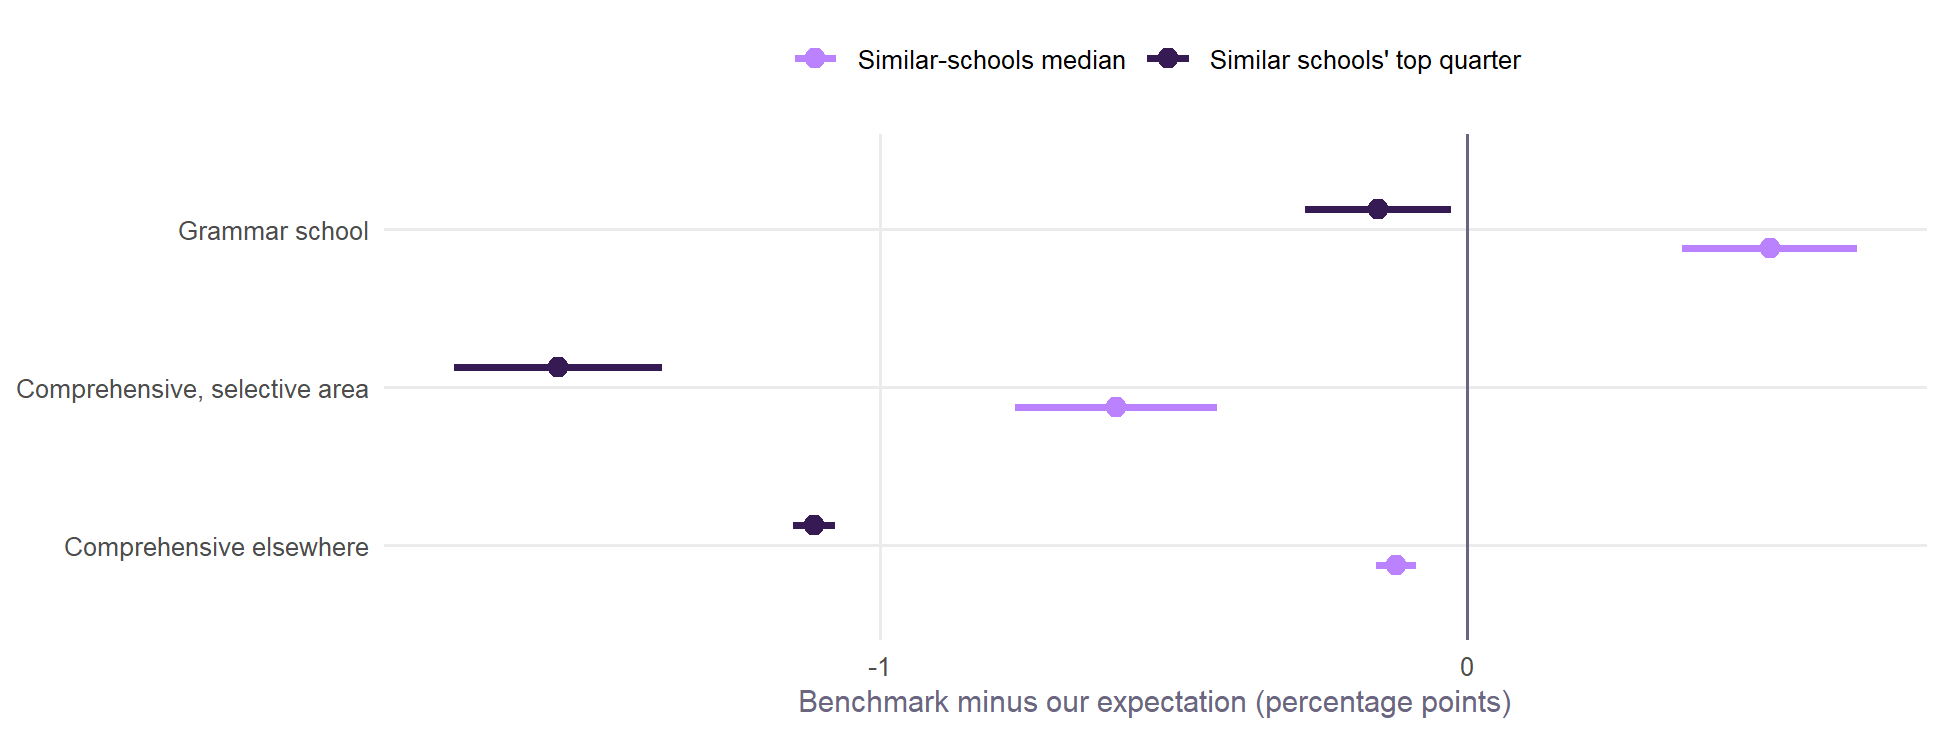 Similar-schools median Similar schools' top quarter
Grammar school
Comprehensive, selective area
Comprehensive elsewhere
-1 0
Benchmark minus our expectation (percentage points)